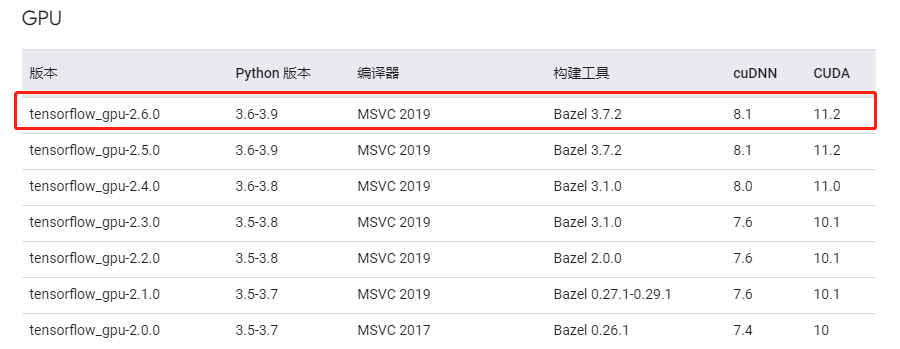 GPU
版本 Python 版本 编译器 构建工具 cuDNN CUDA
tensorflow_gpu-2.6.0 3.6-3.9 MSVC 2019 Bazel 3.7.2 8.1 11.2
tensorflow_gpu-2.5.0 3.6-3.9 MSVC 2019 Bazel 3.7.2 8.1 11.2
tensorflow_gpu-2.4.0 3.6-3.8 MSVC 2019 Bazel 3.1.0 8.0 11.0
tensorflow_gpu-2.3.0 3.5-3.8 MSVC 2019 Bazel 3.1.0 7.6 10.1
tensorflow_gpu-2.2.0 3.5-3.8 MSVC 2019 Bazel 2.0.0 7.6 10.1
tensorflow_gpu-2.1.0 3.5-3.7 MSVC 2019 Bazel 0.27.1-0.29.1 7.6 10.1
tensorflow_gpu-2.0.0 3.5-3.7 MSVC 2017 Bazel 0.26.1 7.4 10